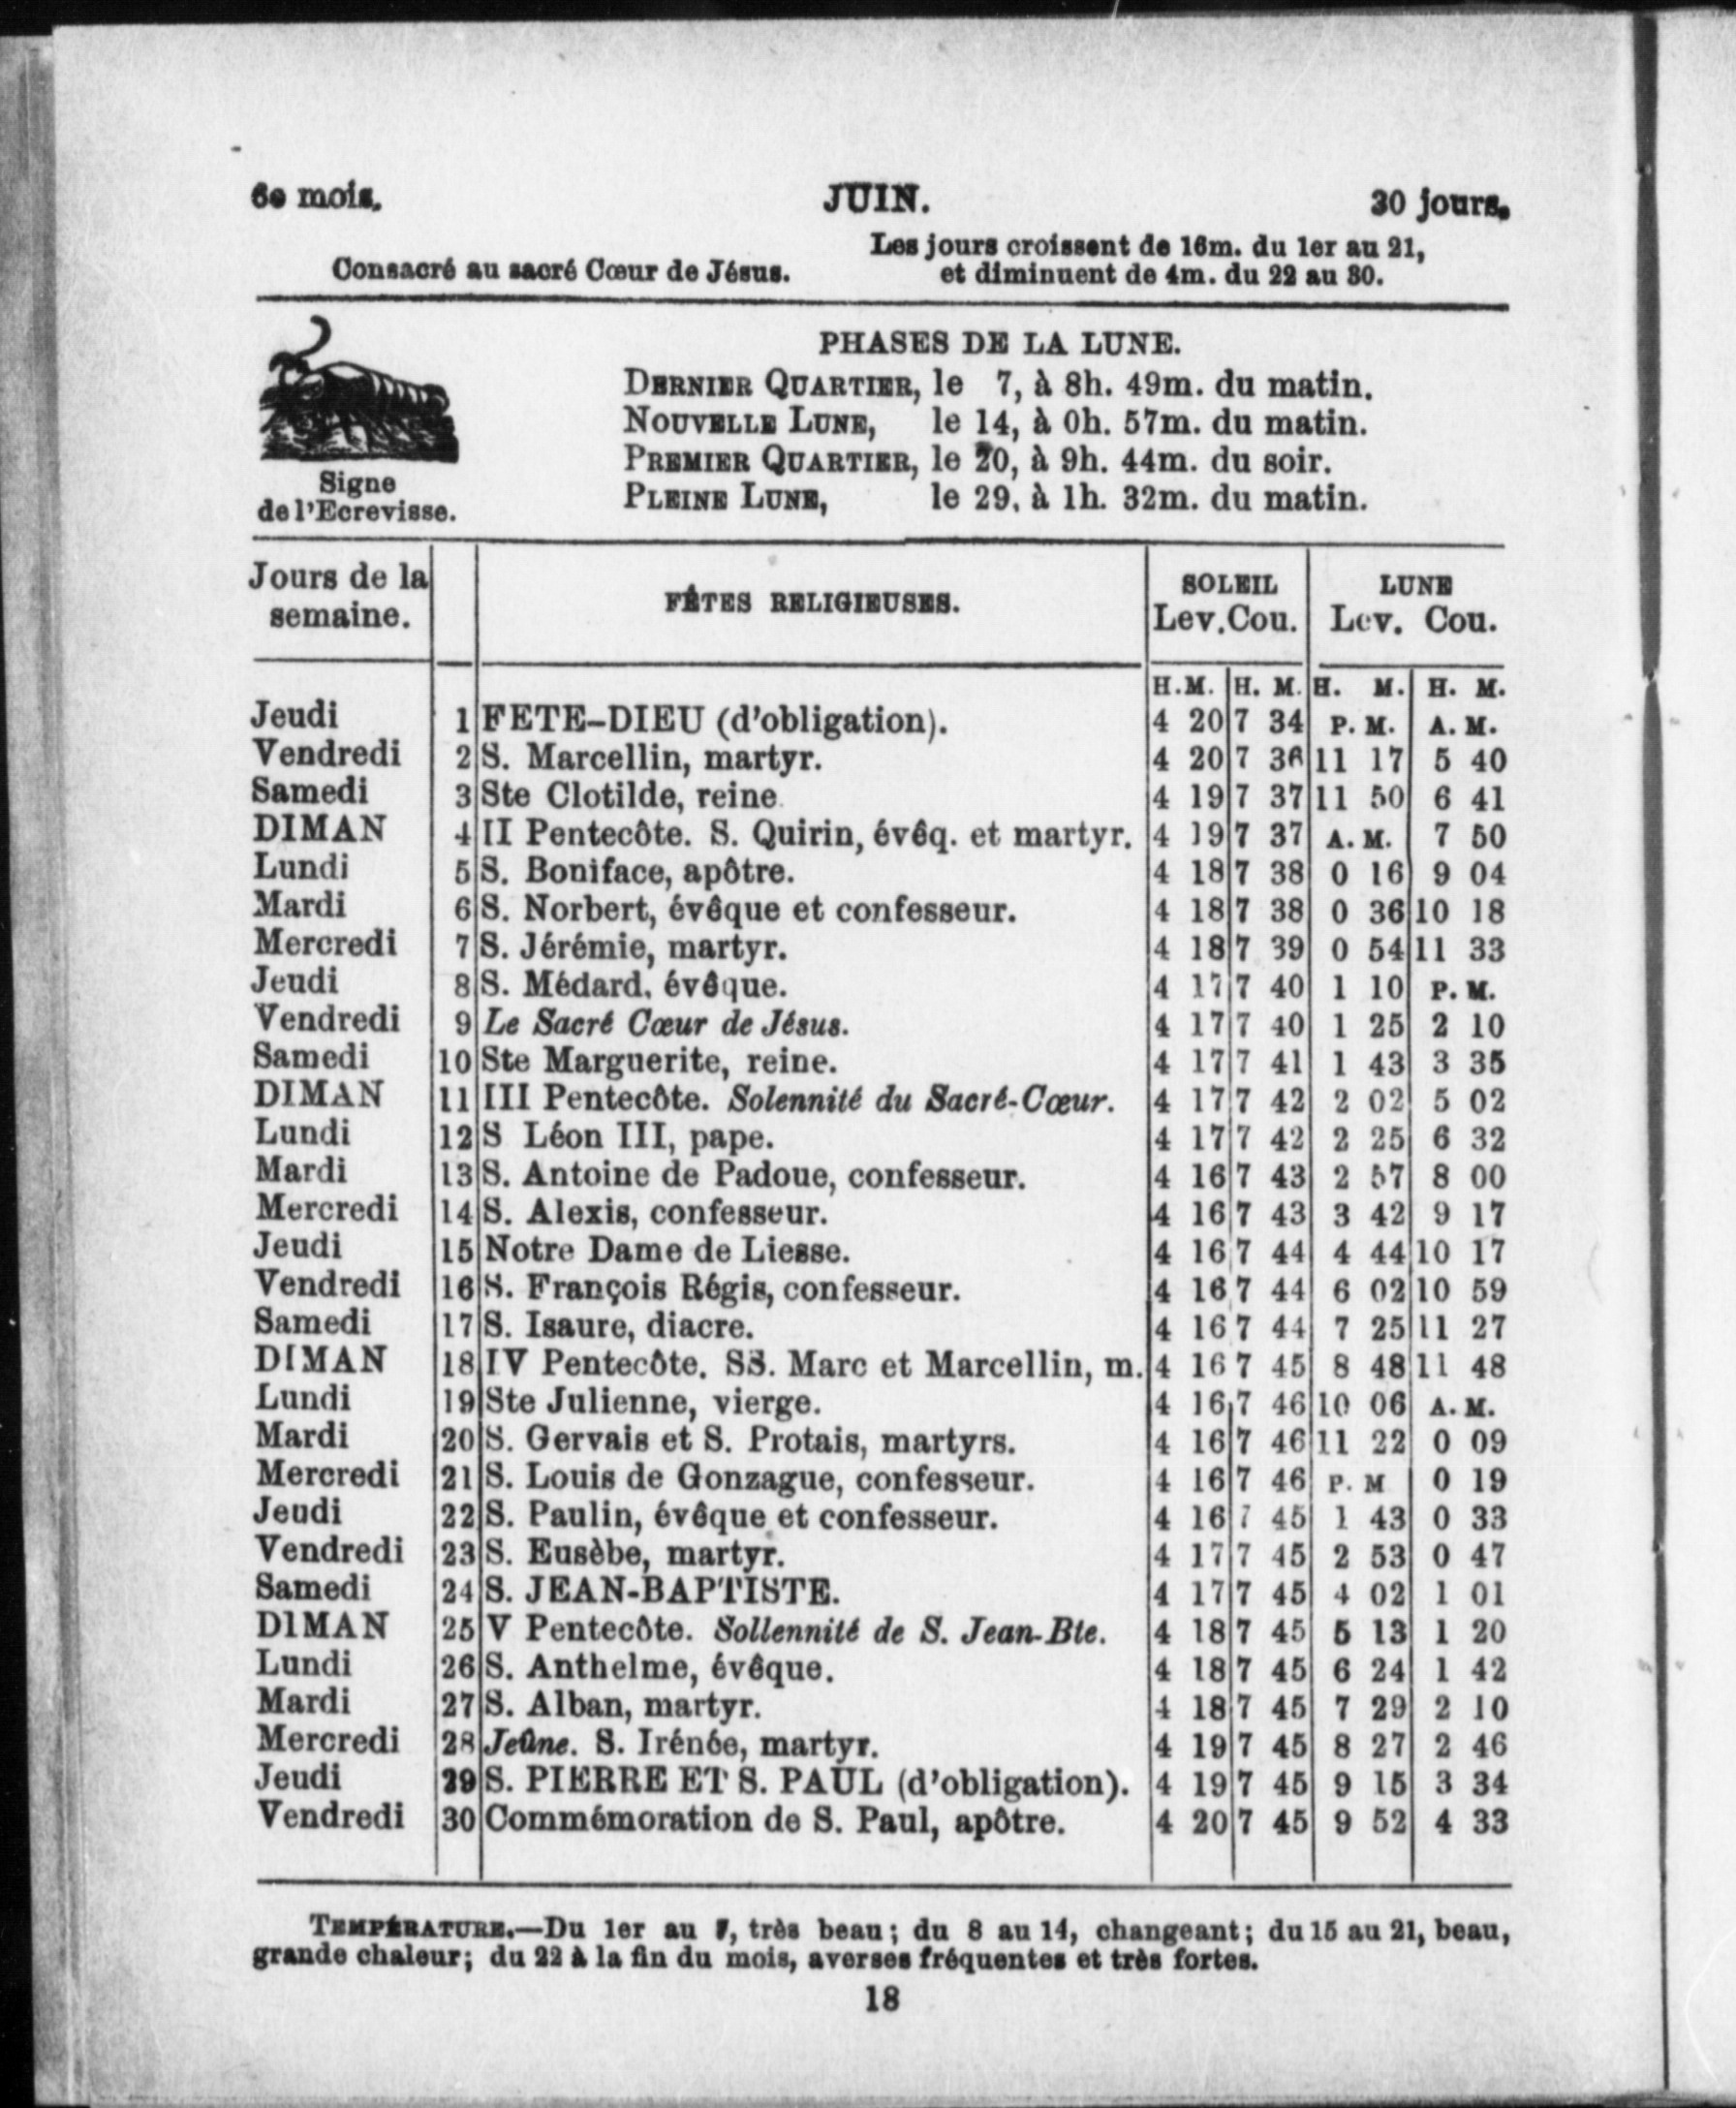 6e mois. JUIN. 30 jours.
Consacré au sacré Cœur de Jésus.
Les jours croissent de 16m. du 1er au 21,
et diminuent de 4m. du 22 au 30.
Signe
de l'Ecrevisse.
PHASES DE LA LUNE.
DERNIER QUARTIER, le 7, à 8h. 49m. du matin.
NOUVELLE LUNE, le 14, à 0h. 57m. du matin.
PREMIER QUARTIER, le 20, à 9h. 44m. du soir.
PLEINE LUNE, le 29, à 1h. 32m. du matin.
Jours de la
semaine.
FÊTES RELIGIEUSES.
SOLEIL
Lev. Cou.
LUNE
Lev. Cou.
H. M. H. M. H. M. H. M.
Jeudi 1 FETE-DIEU (d'obligation). 4 20 7 34 P. M. A. M.
Vendredi 2 S. Marcellin, martyr. 4 20 7 36 11 17 5 40
Samedi 3 Ste Clotilde, reine 4 19 7 37 11 50 6 41
DIMAN 4 II Pentecôte. S. Quirin, évêq. et martyr. 4 19 7 37 A. M. 7 50
Lundi 5 S. Boniface, apôtre. 4 18 7 38 0 16 9 04
Mardi 6 S. Norbert, évêque et confesseur. 4 18 7 38 0 36 10 18
Mercredi 7 S. Jérémie, martyr. 4 18 7 39 0 54 11 33
Jeudi 8 S. Médard, évêque. 4 17 7 40 1 10 P. M.
Vendredi 9 Le Sacré Cœur de Jésus. 4 17 7 40 1 25 2 10
Samedi 10 Ste Marguerite, reine. 4 17 7 41 1 43 3 35
DIMAN 11 III Pentecôte. Solennité du Sacré-Cœur. 4 17 7 42 2 02 5 02
Lundi 12 S Léon III, pape. 4 17 7 42 2 25 6 32
Mardi 13 S. Antoine de Padoue, confesseur. 4 16 7 43 2 57 8 00
Mercredi 14 S. Alexis, confesseur. 4 16 7 43 3 42 9 17
Jeudi 15 Notre Dame de Liesse. 4 16 7 44 4 44 10 17
Vendredi 16 S. François Régis, confesseur. 4 16 7 44 6 02 10 59
Samedi 17 S. Isaure, diacre. 4 16 7 44 7 25 11 27
DIMAN 18 IV Pentecôte. SS. Marc et Marcellin, m. 4 16 7 45 8 48 11 48
Lundi 19 Ste Julienne, vierge. 4 16 7 46 10 06 A. M.
Mardi 20 S. Gervais et S. Protais, martyrs. 4 16 7 46 11 22 0 09
Mercredi 21 S. Louis de Gonzague, confesseur. 4 16 7 46 P. M 0 19
Jeudi 22 S. Paulin, évêque et confesseur. 4 16 7 45 1 43 0 33
Vendredi 23 S. Eusèbe, martyr. 4 17 7 45 2 53 0 47
Samedi 24 S. JEAN-BAPTISTE. 4 17 7 45 4 02 1 01
DIMAN 25 V Pentecôte. Sollennité de S. Jean-Bte. 4 18 7 45 5 13 1 20
Lundi 26 S. Anthelme, évêque. 4 18 7 45 6 24 1 42
Mardi 27 S. Alban, martyr. 4 18 7 45 7 29 2 10
Mercredi 28 Jeûne. S. Irénée, martyr. 4 19 7 45 8 27 2 46
Jeudi 29 S. PIERRE ET S. PAUL (d'obligation). 4 19 7 45 9 15 3 34
Vendredi 30 Commémoration de S. Paul, apôtre. 4 20 7 45 9 52 4 33
TEMPÉRATURE.—Du 1er au 7, très beau; du 8 au 14, changeant; du 15 au 21, beau,
grande chaleur; du 22 à la fin du mois, averses fréquentes et très fortes.
18